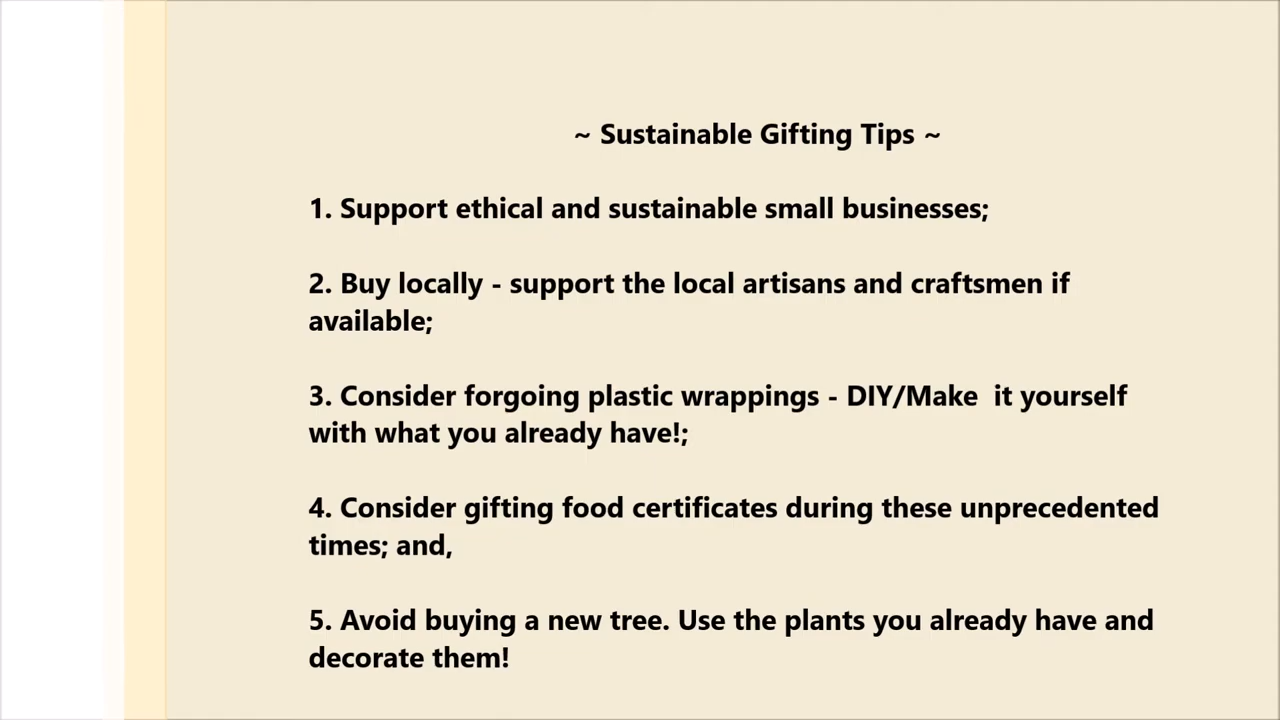 ~ Sustainable Gifting Tips ~
1. Support ethical and sustainable small businesses;
2. Buy locally - support the local artisans and craftsmen if
available;
3. Consider forgoing plastic wrappings - DIY/Make  it yourself
with what you already have!;
4. Consider gifting food certificates during these unprecedented
times; and,
5. Avoid buying a new tree. Use the plants you already have and
decorate them!